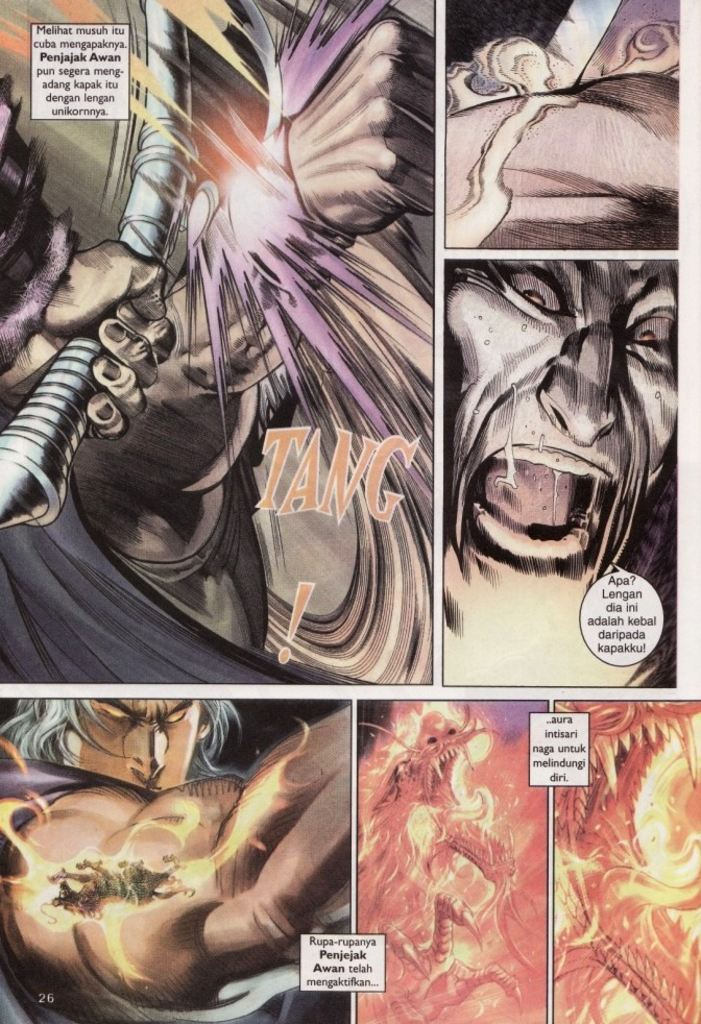 Melihat musuh itu
cuba mengapaknya.
Penjajak Awan
pun segera meng-
adang kapak itu
dengan lengan
unikornnya.
TANG
!
Apa?
Lengan
dia ini
adalah kebal
daripada
kapakku!
Rupa-rupanya
Penjejak
Awan telah
mengaktifkan...
..aura
intisari
naga untuk
melindungi
diri.
26